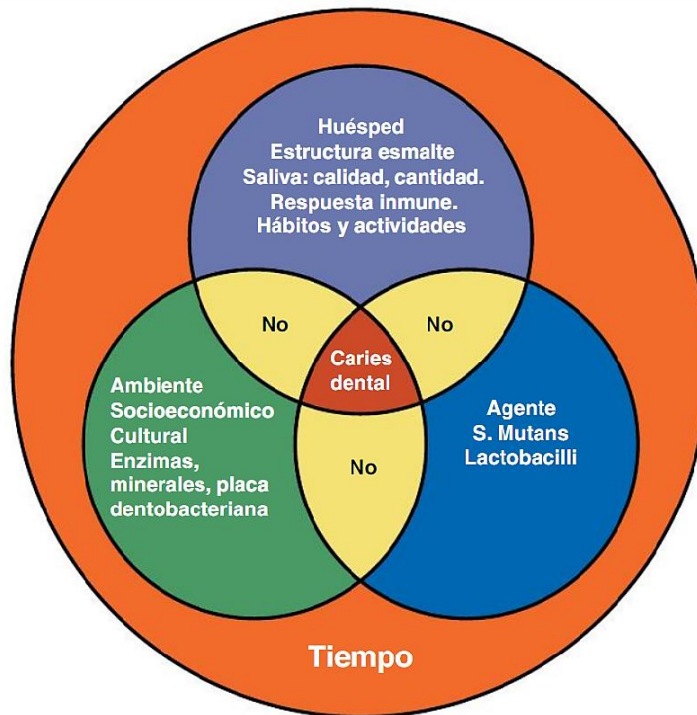 Huésped
Estructura esmalte
Saliva: calidad, cantidad.
Respuesta inmune.
Hábitos y actividades
No
No
Caries
dental
Ambiente
Socioeconómico
Cultural
Enzimas,
minerales, placa
dentobacteriana
Agente
S. Mutans
Lactobacilli
No
Tiempo